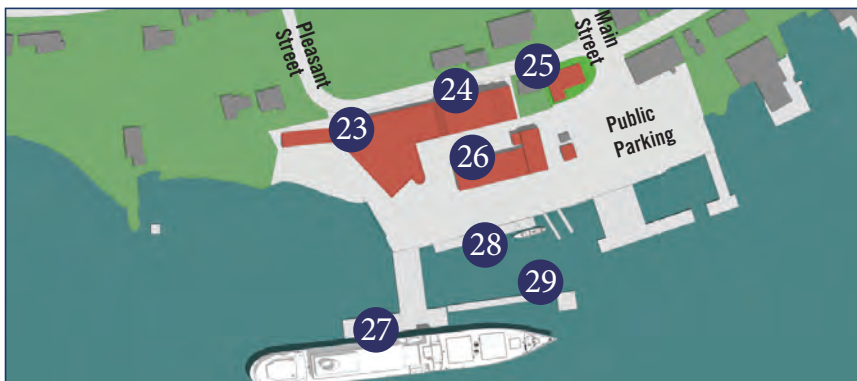 Pleasant
Street
Main
Street
25
24
23
26
Public
Parking
28
29
27